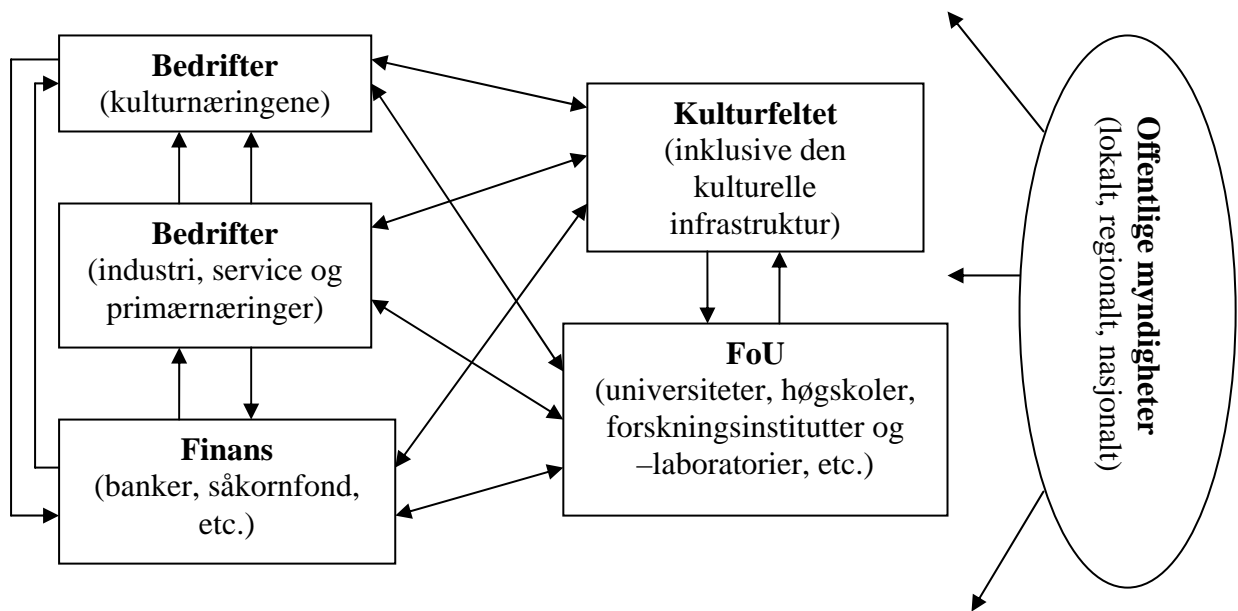 Bedrifter
(kulturnæringene)
Bedrifter
(industri, service og
primærnæringer)
Finans
(banker, såkornfond,
etc.)
Kulturfeltet
(inklusive den
kulturelle
infrastruktur)
FoU
(universiteter, høgskoler,
forskningsinstitutter og
–laboratorier, etc.)
Offentlige myndigheter
(lokalt, regionalt, nasjonalt)